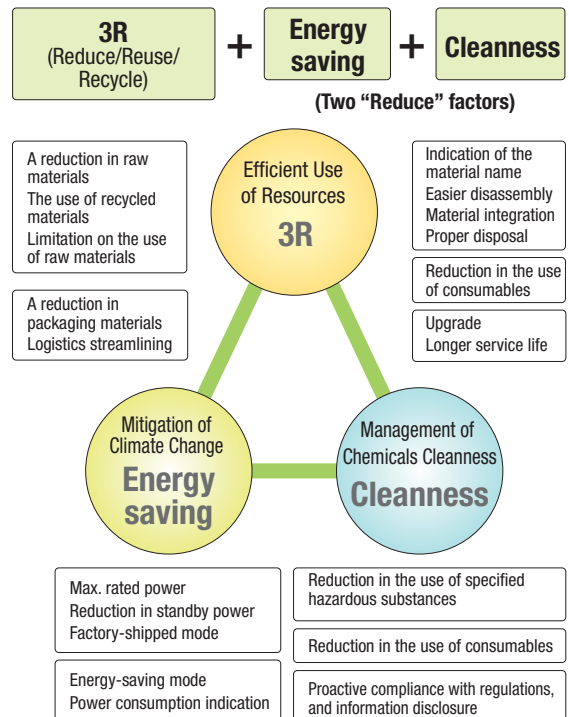 3R
(Reduce/Reuse/
Recycle)
+
Energy
saving
+
Cleanness
(Two “Reduce” factors)
A reduction in raw
materials
The use of recycled
materials
Limitation on the use
of raw materials
A reduction in
packaging materials
Logistics streamlining
Efficient Use
of Resources
3R
Indication of the
material name
Easier disassembly
Material integration
Proper disposal
Reduction in the use
of consumables
Upgrade
Longer service life
Mitigation of
Climate Change
Energy
saving
Management of
Chemicals Cleanness
Cleanness
Max. rated power
Reduction in standby power
Factory-shipped mode
Energy-saving mode
Power consumption indication
Reduction in the use of specified
hazardous substances
Reduction in the use of consumables
Proactive compliance with regulations,
and information disclosure